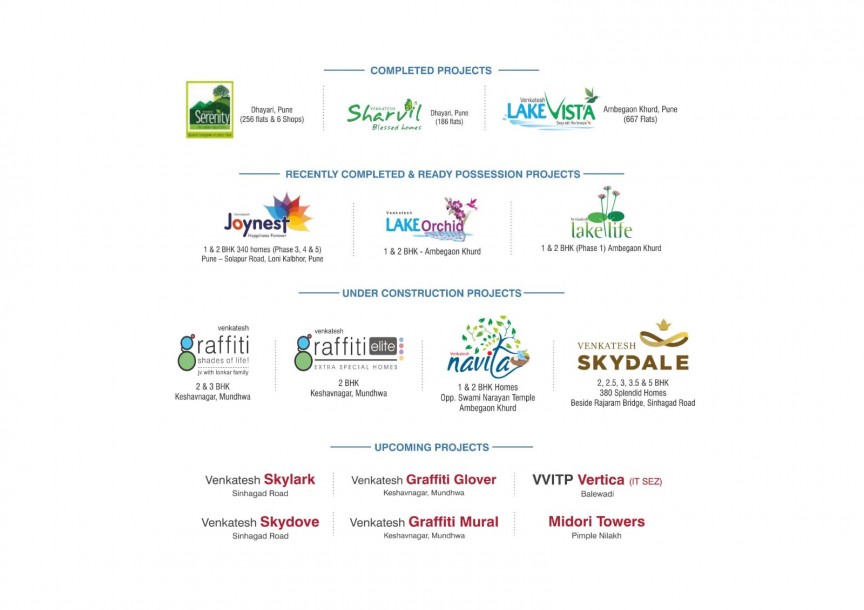 COMPLETED PROJECTS
Serenity
Dhayari, Pune
(256 flats & 6 Shops)
VENKATESH
Sharvil
Blessed homes
Dhayari, Pune
(186 flats)
Venkatesh
LAKE VISTA
Ambegaon Khurd, Pune
(667 Flats)
RECENTLY COMPLETED & READY POSSESSION PROJECTS
Joynest
Happiness Forever
1 & 2 BHK 340 homes (Phase 3, 4 & 5)
Pune – Solapur Road, Loni Kalbhor, Pune
Venkatesh
LAKE Orchid
1 & 2 BHK - Ambegaon Khurd
Venkatesh
lake life
1 & 2 BHK (Phase 1) Ambegaon Khurd
UNDER CONSTRUCTION PROJECTS
venkatesh
graffiti
shades of life!
jv with lonkar family
2 & 3 BHK
Keshavnagar, Mundhwa
venkatesh
graffiti elite
EXTRA SPECIAL HOMES
2 BHK
Keshavnagar, Mundhwa
Venkatesh
navita
1 & 2 BHK Homes
Opp. Swami Narayan Temple
Ambegaon Khurd
VENKATESH
SKYDALE
2, 2.5, 3, 3.5 & 5 BHK
380 Splendid Homes
Beside Rajaram Bridge, Sinhagad Road
UPCOMING PROJECTS
Venkatesh Skylark
Sinhagad Road
Venkatesh Graffiti Glover
Keshavnagar, Mundhwa
VVITP Vertica (IT SEZ)
Balewadi
Venkatesh Skydove
Sinhagad Road
Venkatesh Graffiti Mural
Keshavnagar, Mundhwa
Midori Towers
Pimple Nilakh